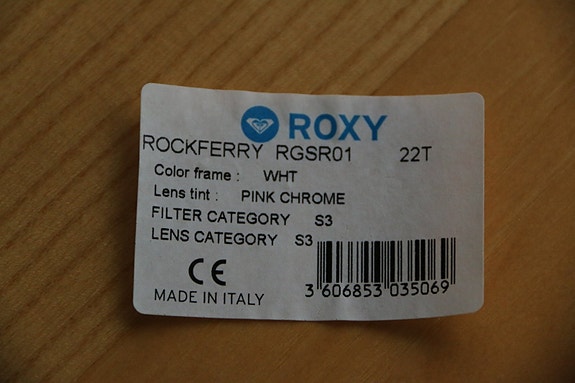 ROXY
ROCKFERRY RGSR01 22T
Color frame : WHT
Lens tint : PINK CHROME
FILTER CATEGORY S3
LENS CATEGORY S3
CE
MADE IN ITALY
3 606853 035069